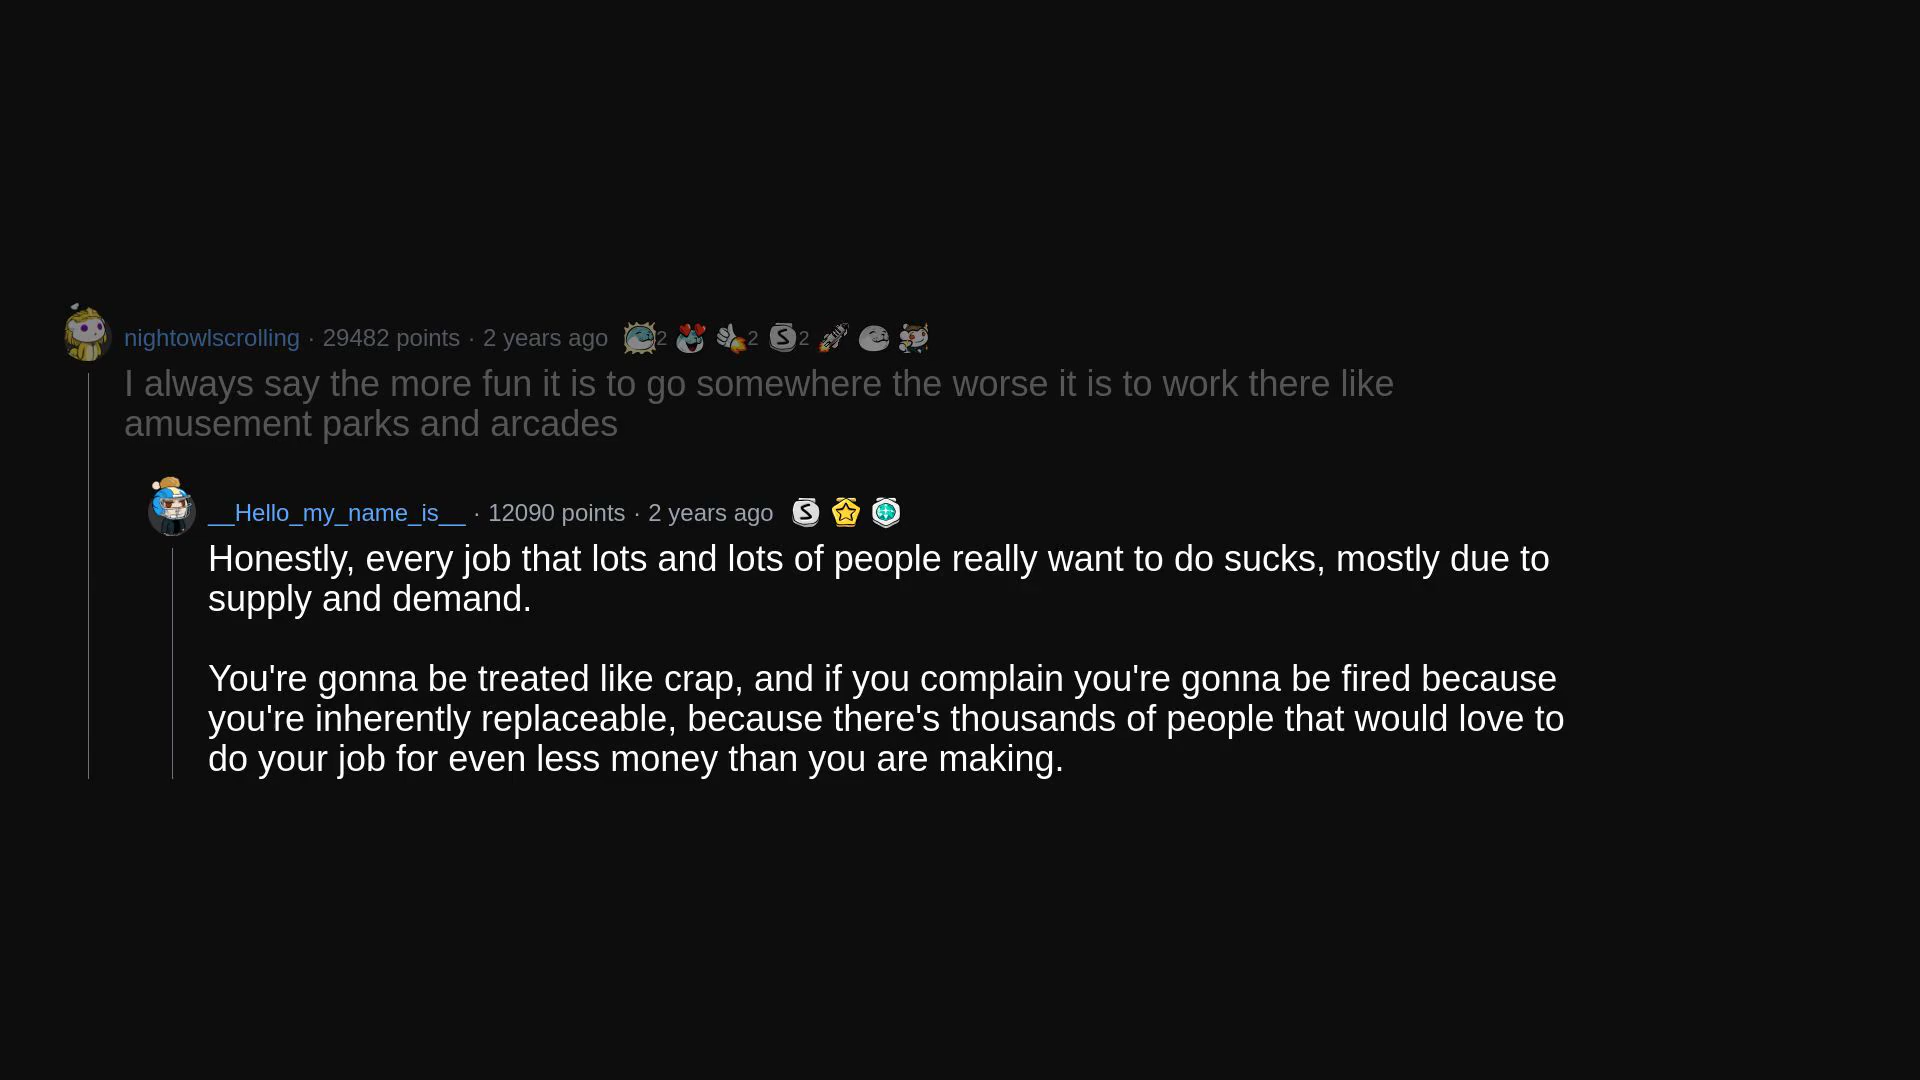 nightowlscrolling · 29482 points · 2 years ago 2 2 S 2
I always say the more fun it is to go somewhere the worse it is to work there like
amusement parks and arcades
__Hello_my_name_is__ · 12090 points · 2 years ago S
Honestly, every job that lots and lots of people really want to do sucks, mostly due to
supply and demand.
You're gonna be treated like crap, and if you complain you're gonna be fired because
you're inherently replaceable, because there's thousands of people that would love to
do your job for even less money than you are making.